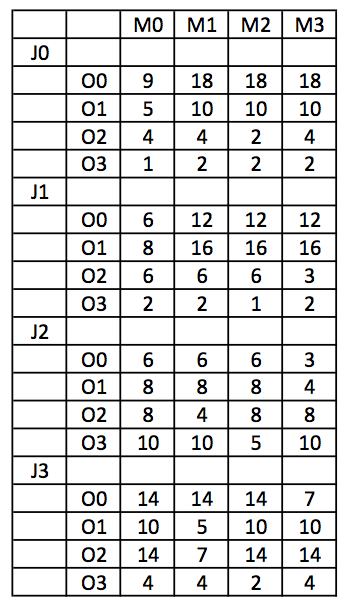 M0 M1 M2 M3
J0
O0 9 18 18 18
O1 5 10 10 10
O2 4 4 2 4
O3 1 2 2 2
J1
O0 6 12 12 12
O1 8 16 16 16
O2 6 6 6 3
O3 2 2 1 2
J2
O0 6 6 6 3
O1 8 8 8 4
O2 8 4 8 8
O3 10 10 5 10
J3
O0 14 14 14 7
O1 10 5 10 10
O2 14 7 14 14
O3 4 4 2 4